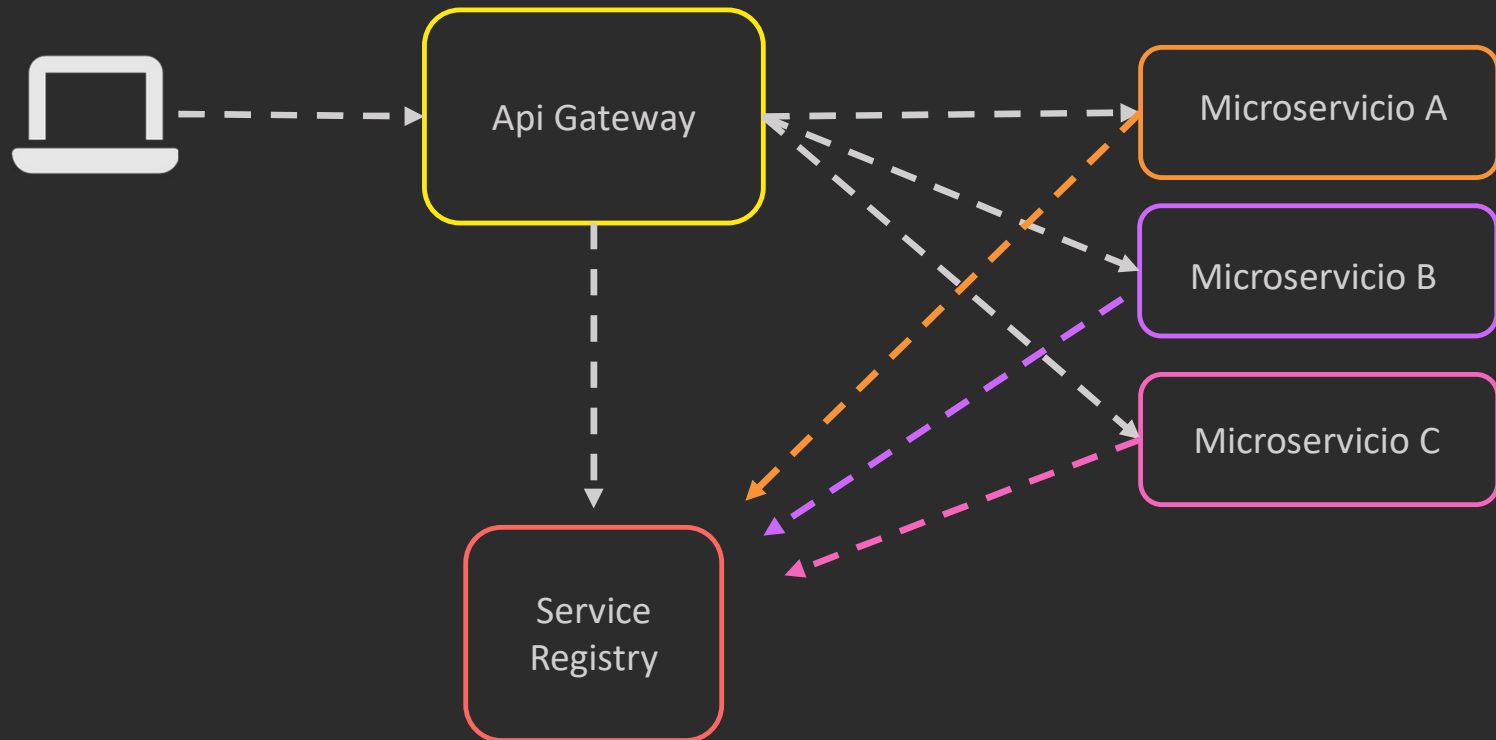 Api Gateway
Microservicio A
Microservicio B
Microservicio C
Service
Registry